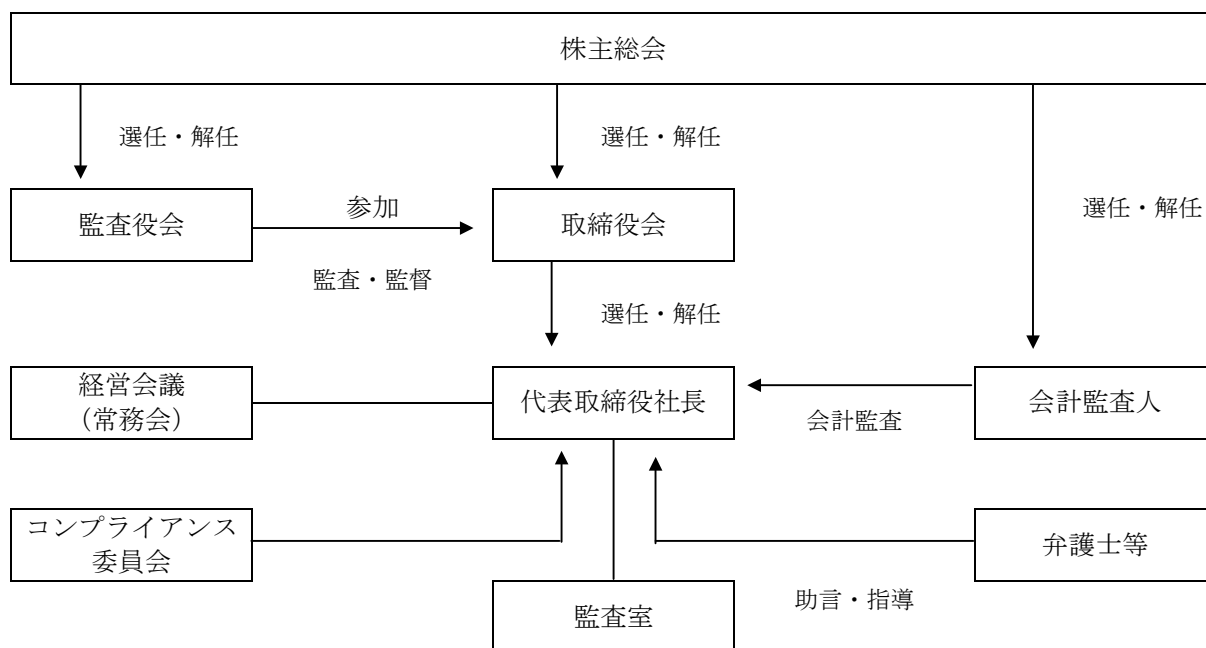 株主総会
選任・解任
選任・解任
選任・解任
監査役会
参加
取締役会
監査・監督
選任・解任
経営会議
（常務会）
代表取締役社長
会計監査
会計監査人
コンプライアンス
委員会
弁護士等
助言・指導
監査室